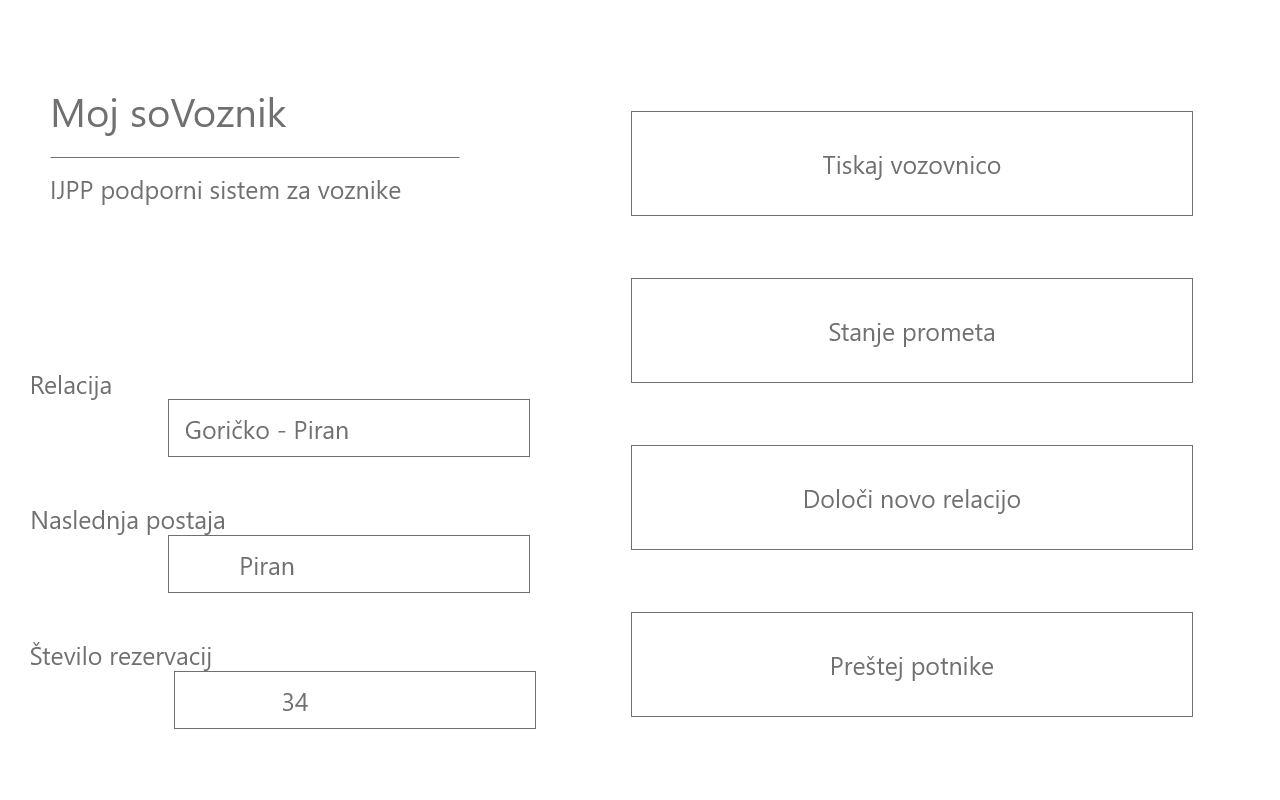 Moj soVoznik
IJPP podporni sistem za voznike
Relacija
Goričko - Piran
Naslednja postaja
Piran
Število rezervacij
34
Tiskaj vozovnico
Stanje prometa
Določi novo relacijo
Preštej potnike